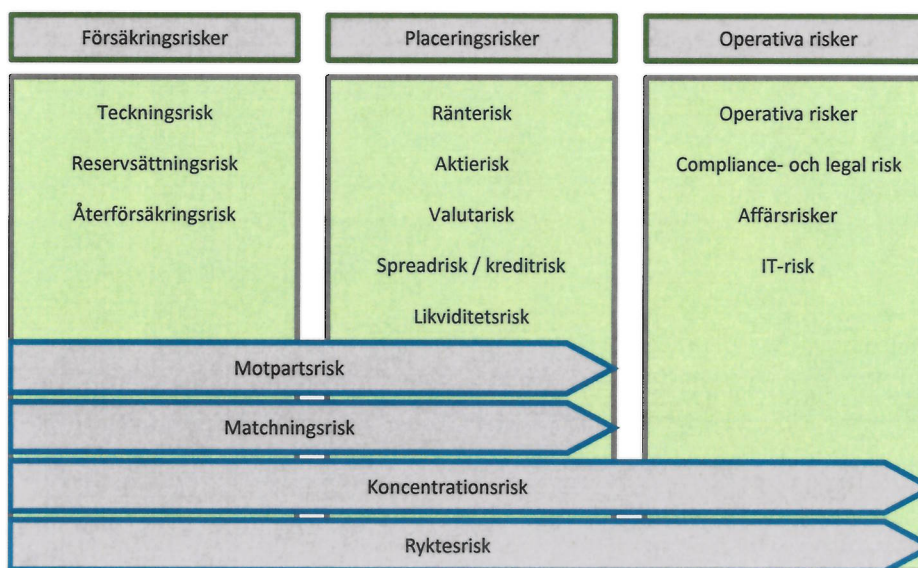 Försäkringsrisker
Placeringsrisker
Operativa risker
Teckningsrisk
Reservsättningsrisk
Återförsäkringsrisk
Ränterisk
Aktierisk
Valutarisk
Spreadrisk / kreditrisk
Likviditetsrisk
Operativa risker
Compliance- och legal risk
Affärsrisker
IT-risk
Motpartsrisk
Matchningsrisk
Koncentrationsrisk
Ryktesrisk